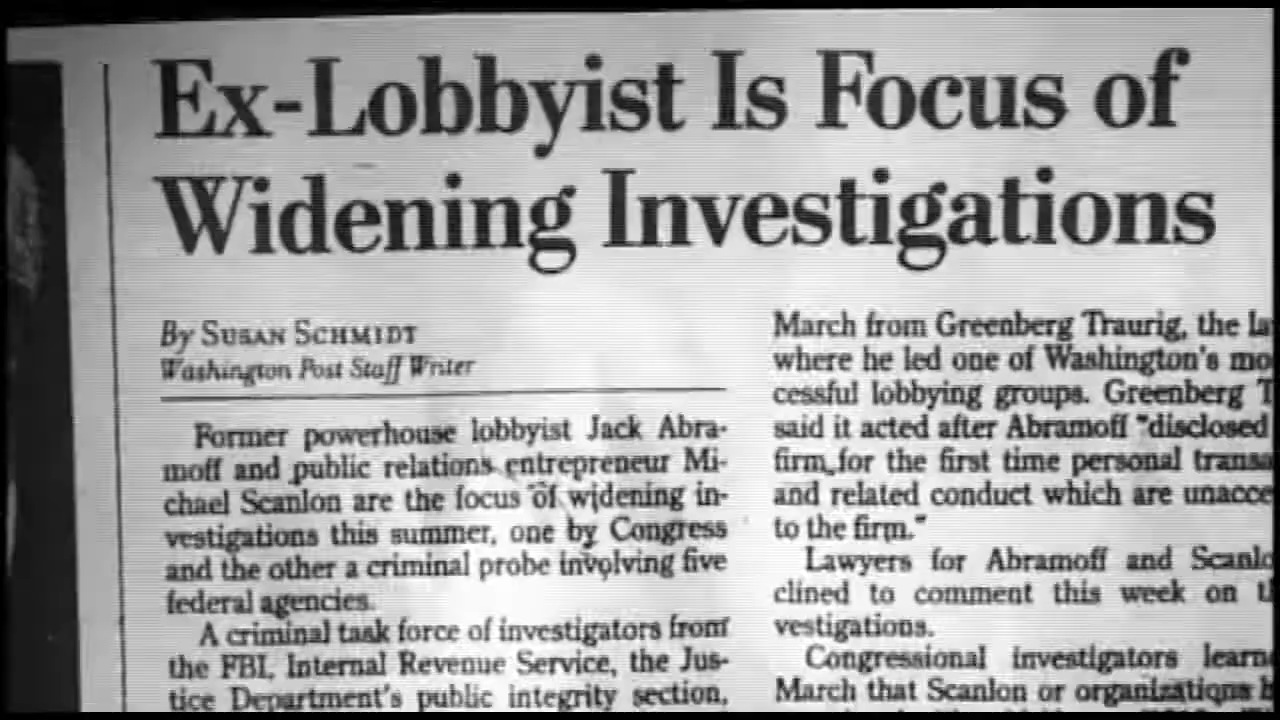 Ex-Lobbyist Is Focus of
Widening Investigations
By SUSAN SCHMIDT
Washington Post Staff Writer
Former powerhouse lobbyist Jack Abra-
moff and public relations entrepreneur Mi-
chael Scanlon are the focus of widening in-
vestigations this summer, one by Congress
and the other a criminal probe involving five
federal agencies.
A criminal task force of investigators from
the FBI, Internal Revenue Service, the Jus-
tice Department's public integrity section,
March from Greenberg Traurig, the
where he led one of Washington's
cessful lobbying groups. Greenberg
said it acted after Abramoff "disclosed
firm for the first time personal
and related conduct which are
to the firm."
Lawyers for Abramoff and
clined to comment this week on
vestigations.
Congressional investigators
March that Scanlon or organizations